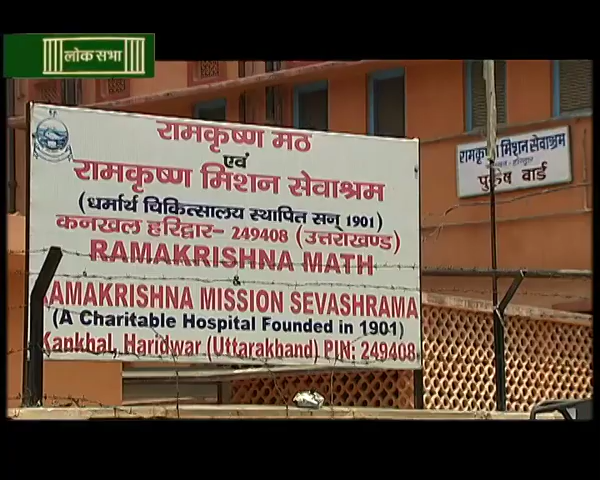 लोक सभा
रामकृष्ण मठ
एवं
रामकृष्ण मिशन सेवाश्रम
(धर्मार्थ चिकित्सालय स्थापित सन् 1901)
कनखल हरिद्वार- 249408 (उत्तराखण्ड)
RAMAKRISHNA MATH
&
RAMAKRISHNA MISSION SEVASHRAMA
(A Charitable Hospital Founded in 1901)
Kankhal, Haridwar (Uttarakhand) PIN: 249408
रामकृष्ण मिशन सेवाश्रम
पुरुष वार्ड